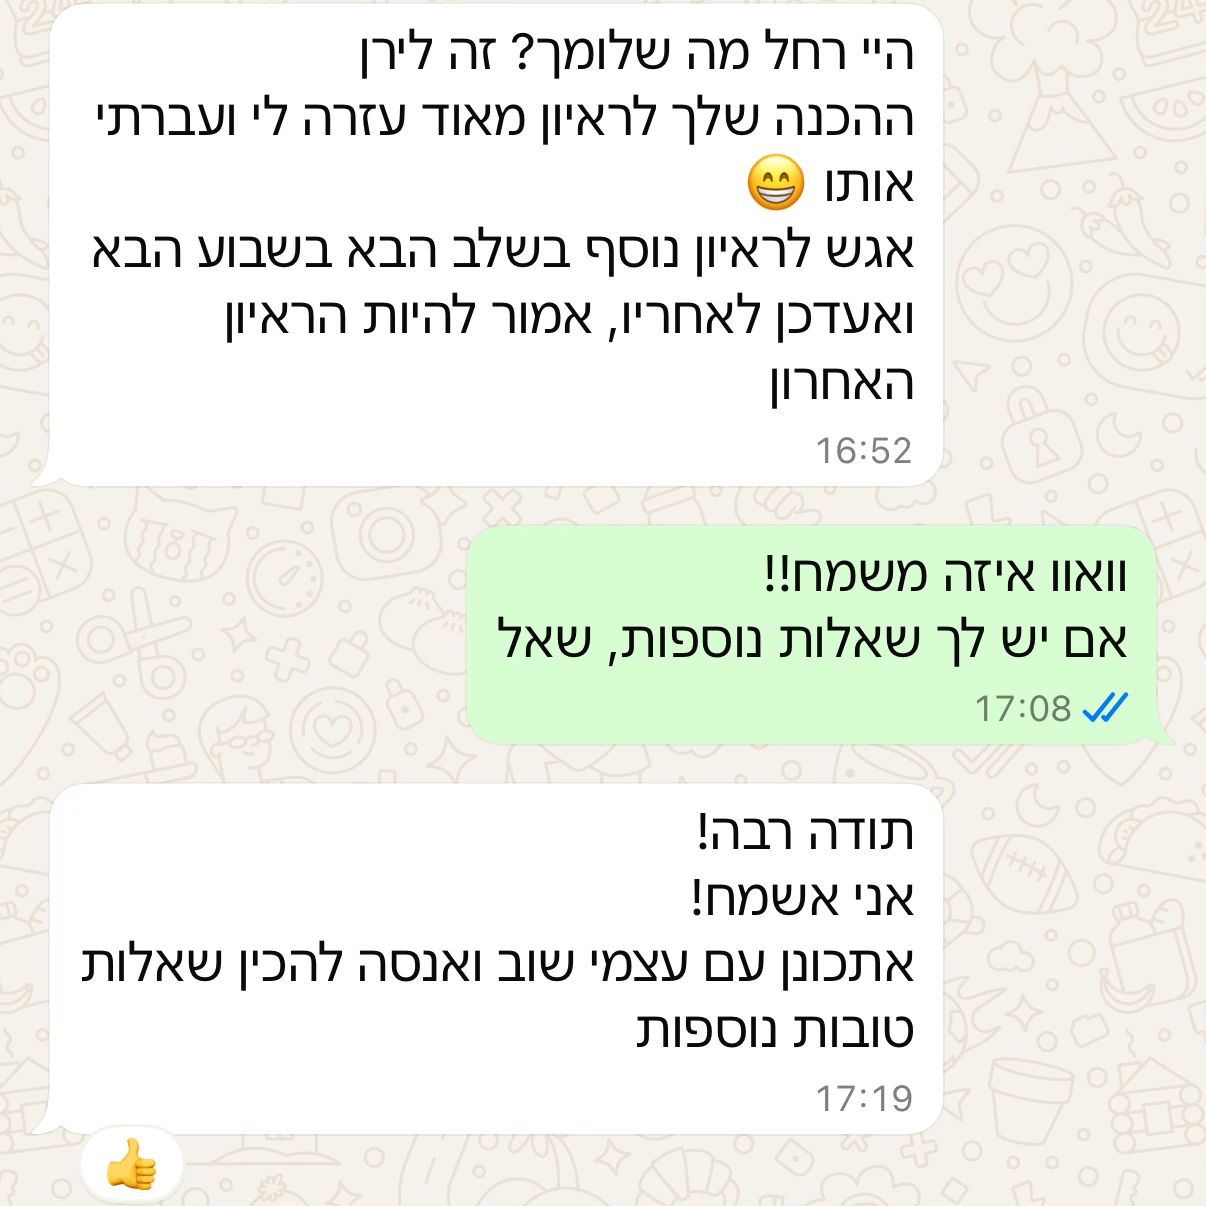 היי רחל מה שלומך? זה לירן
ההכנה שלך לראיון מאוד עזרה לי ועברתי
אותו 😁
אגש לראיון נוסף בשלב הבא בשבוע הבא
ואעדכן לאחריו, אמור להיות הראיון
האחרון
16:52
וואוו איזה משמח!!
אם יש לך שאלות נוספות, שאל
17:08
תודה רבה!
אני אשמח!
אתכונן עם עצמי שוב ואנסה להכין שאלות
טובות נוספות
17:19
👍